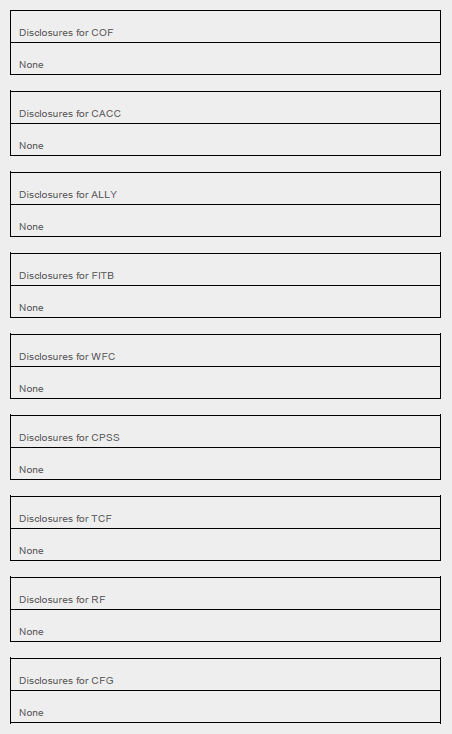 Disclosures for COF
None
Disclosures for CACC
None
Disclosures for ALLY
None
Disclosures for FITB
None
Disclosures for WFC
None
Disclosures for CPSS
None
Disclosures for TCF
None
Disclosures for RF
None
Disclosures for CFG
None